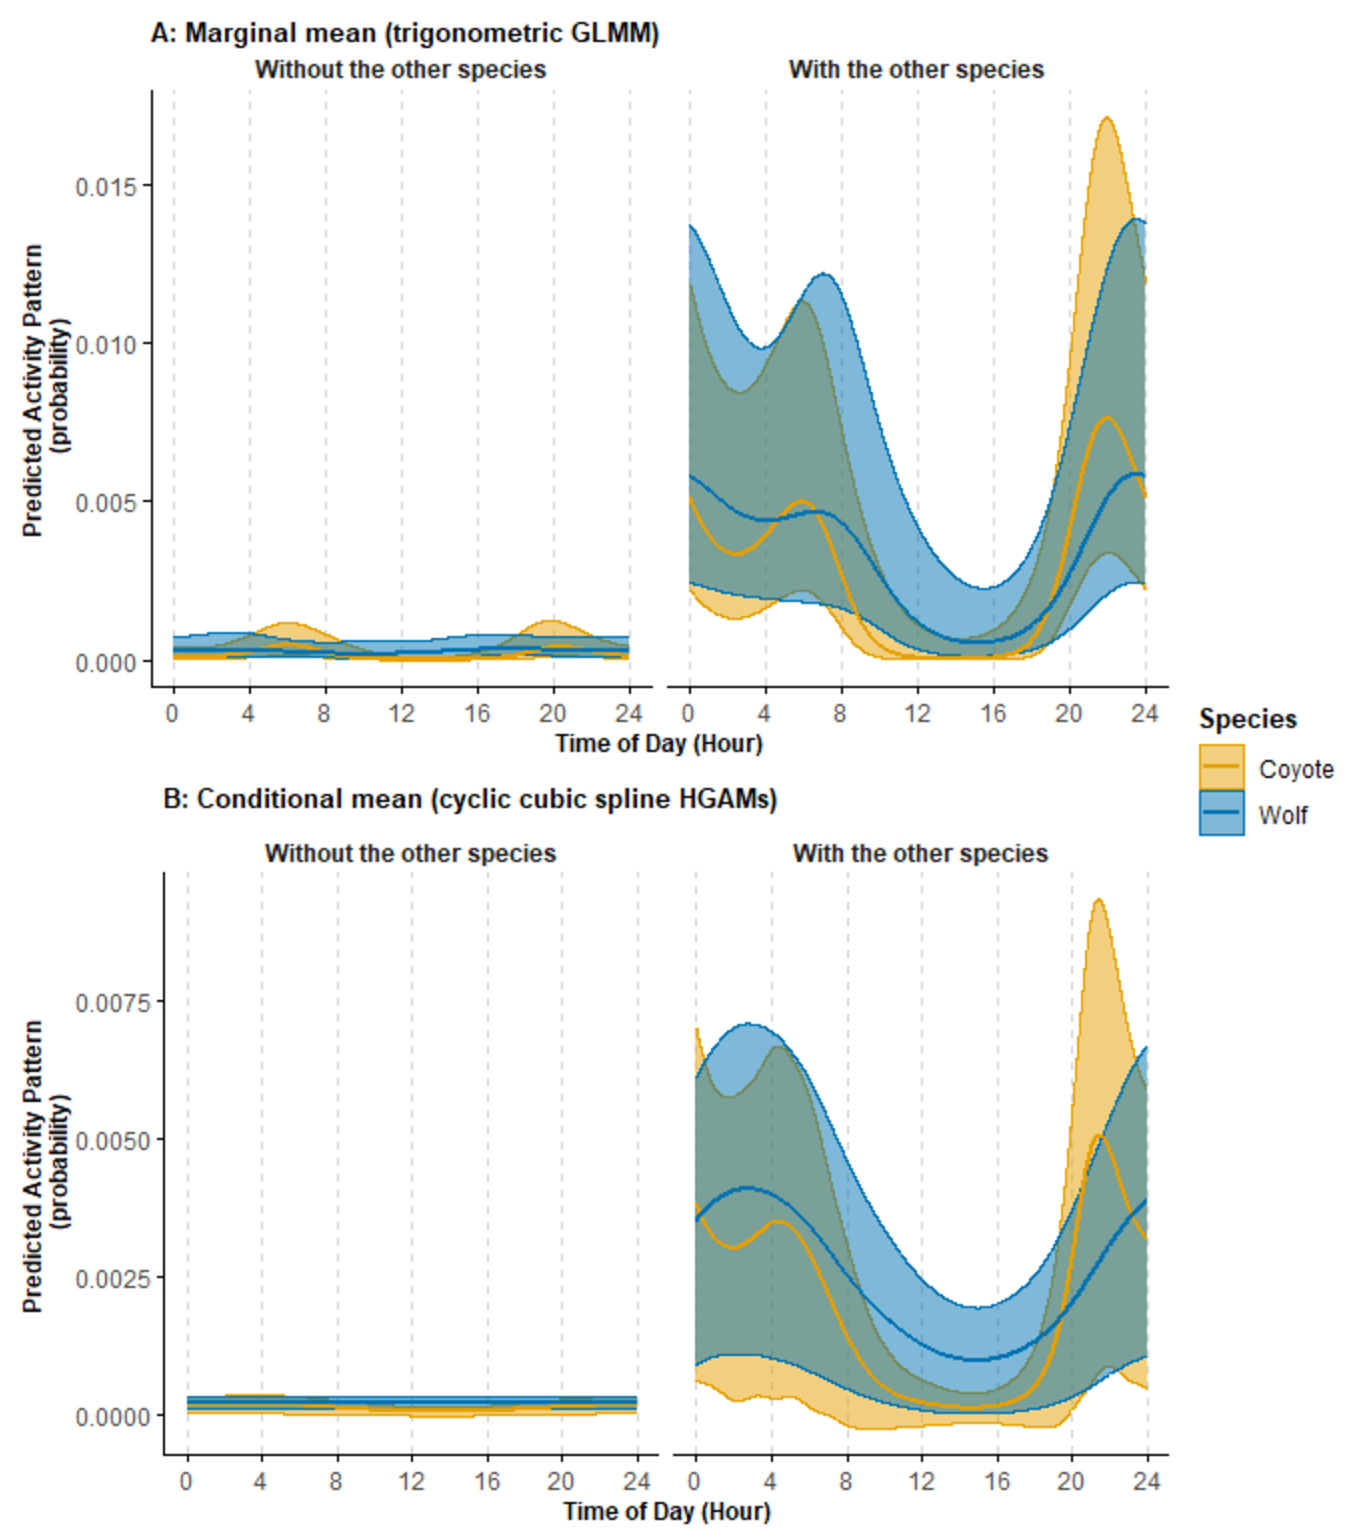 A: Marginal mean (trigonometric GLMM)
Without the other species
With the other species
Predicted Activity Pattern
(probability)
0.015
0.010
0.005
0.000
0 4 8 12 16 20 24
0 4 8 12 16 20 24
Time of Day (Hour)
Species
Coyote
Wolf
B: Conditional mean (cyclic cubic spline HGAMs)
Without the other species
With the other species
Predicted Activity Pattern
(probability)
0.0075
0.0050
0.0025
0.0000
0 4 8 12 16 20 24
0 4 8 12 16 20 24
Time of Day (Hour)